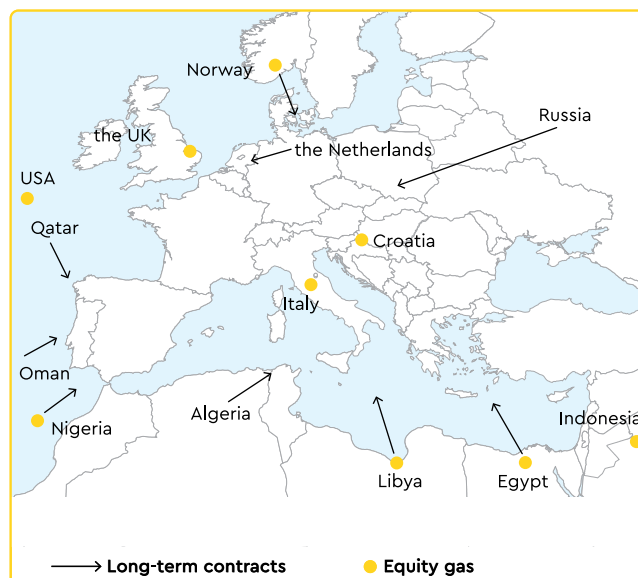 Norway
Russia
the UK
the Netherlands
USA
Qatar
Croatia
Italy
Oman
Algeria
Nigeria
Indonesia
Libya
Egypt
Long-term contracts
Equity gas